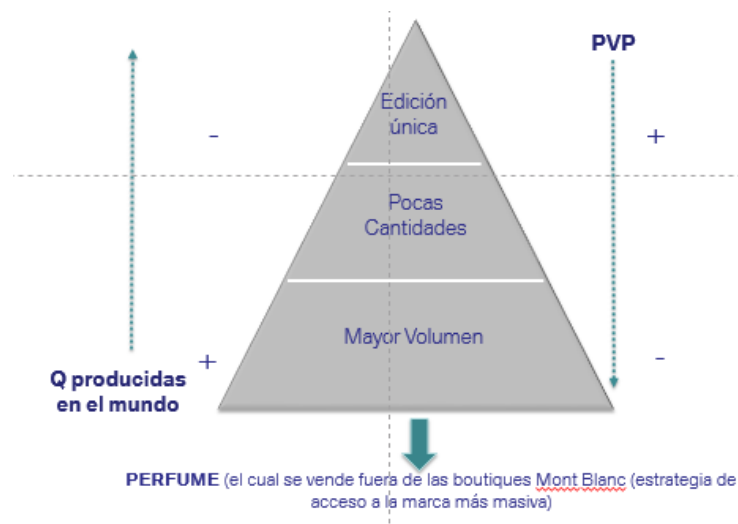 PVP
Edición
única
-
+
Pocas
Cantidades
Mayor Volumen
+
-
Q producidas
en el mundo
PERFUME (el cual se vende fuera de las boutiques Mont Blanc (estrategia de
acceso a la marca más masiva)